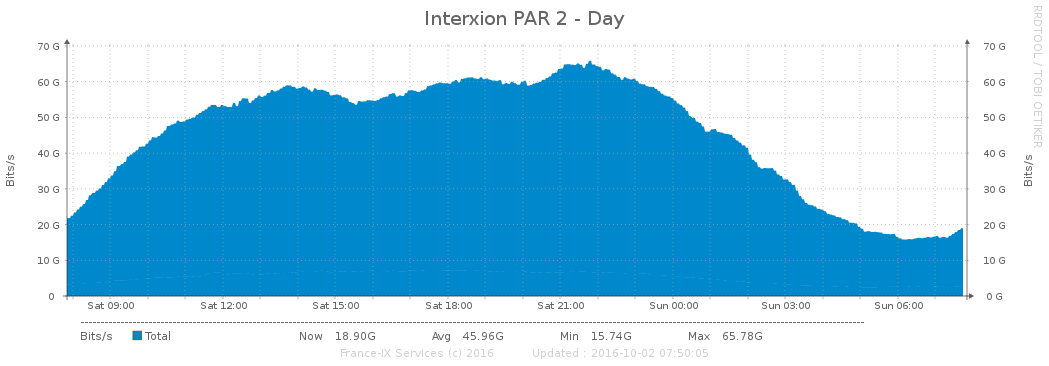 Interxion PAR 2 - Day
RRDTOOL / TOBI OETIKER
Bits/s
70 G
60 G
50 G
40 G
30 G
20 G
10 G
0
70 G
60 G
50 G
40 G
30 G
20 G
10 G
0 G
Bits/s
Sat 09:00 Sat 12:00 Sat 15:00 Sat 18:00 Sat 21:00 Sun 00:00 Sun 03:00 Sun 06:00
Bits/s Total Now 18.90G Avg 45.96G Min 15.74G Max 65.78G
France-IX Services (c) 2016 Updated : 2016-10-02 07:50:05